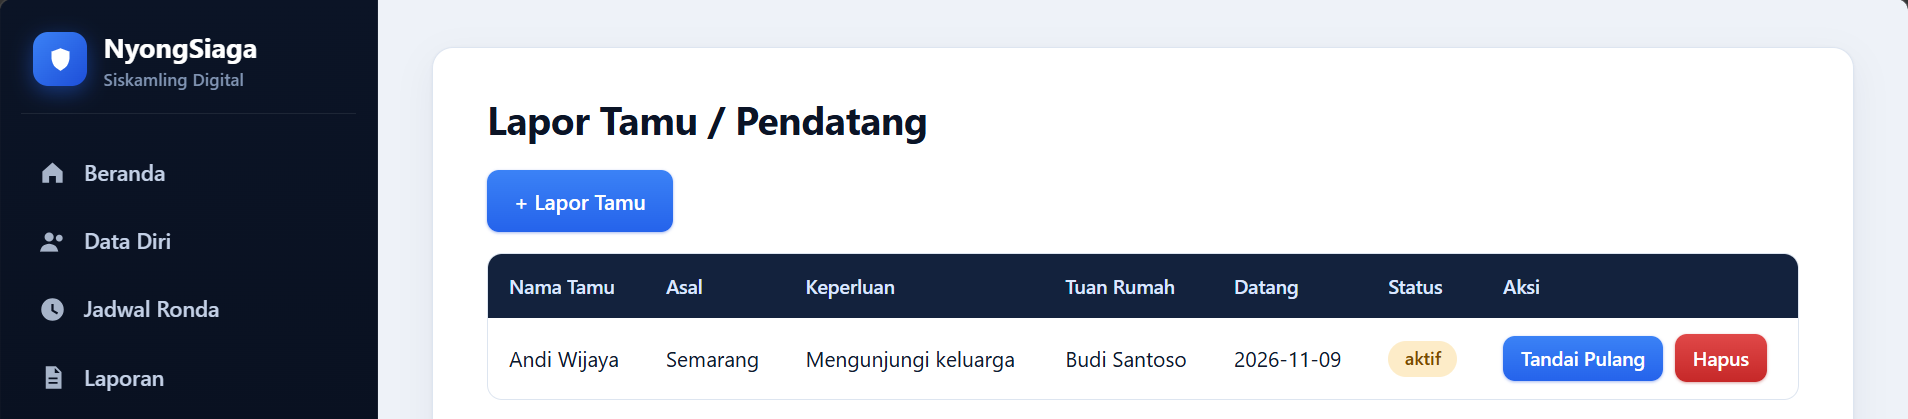 NyongSiaga
Siskamling Digital
Beranda
Data Diri
Jadwal Ronda
Laporan
Lapor Tamu / Pendatang
+ Lapor Tamu
Nama Tamu Asal Keperluan Tuan Rumah Datang Status Aksi
Andi Wijaya Semarang Mengunjungi keluarga Budi Santoso 2026-11-09 aktif Tandai Pulang Hapus